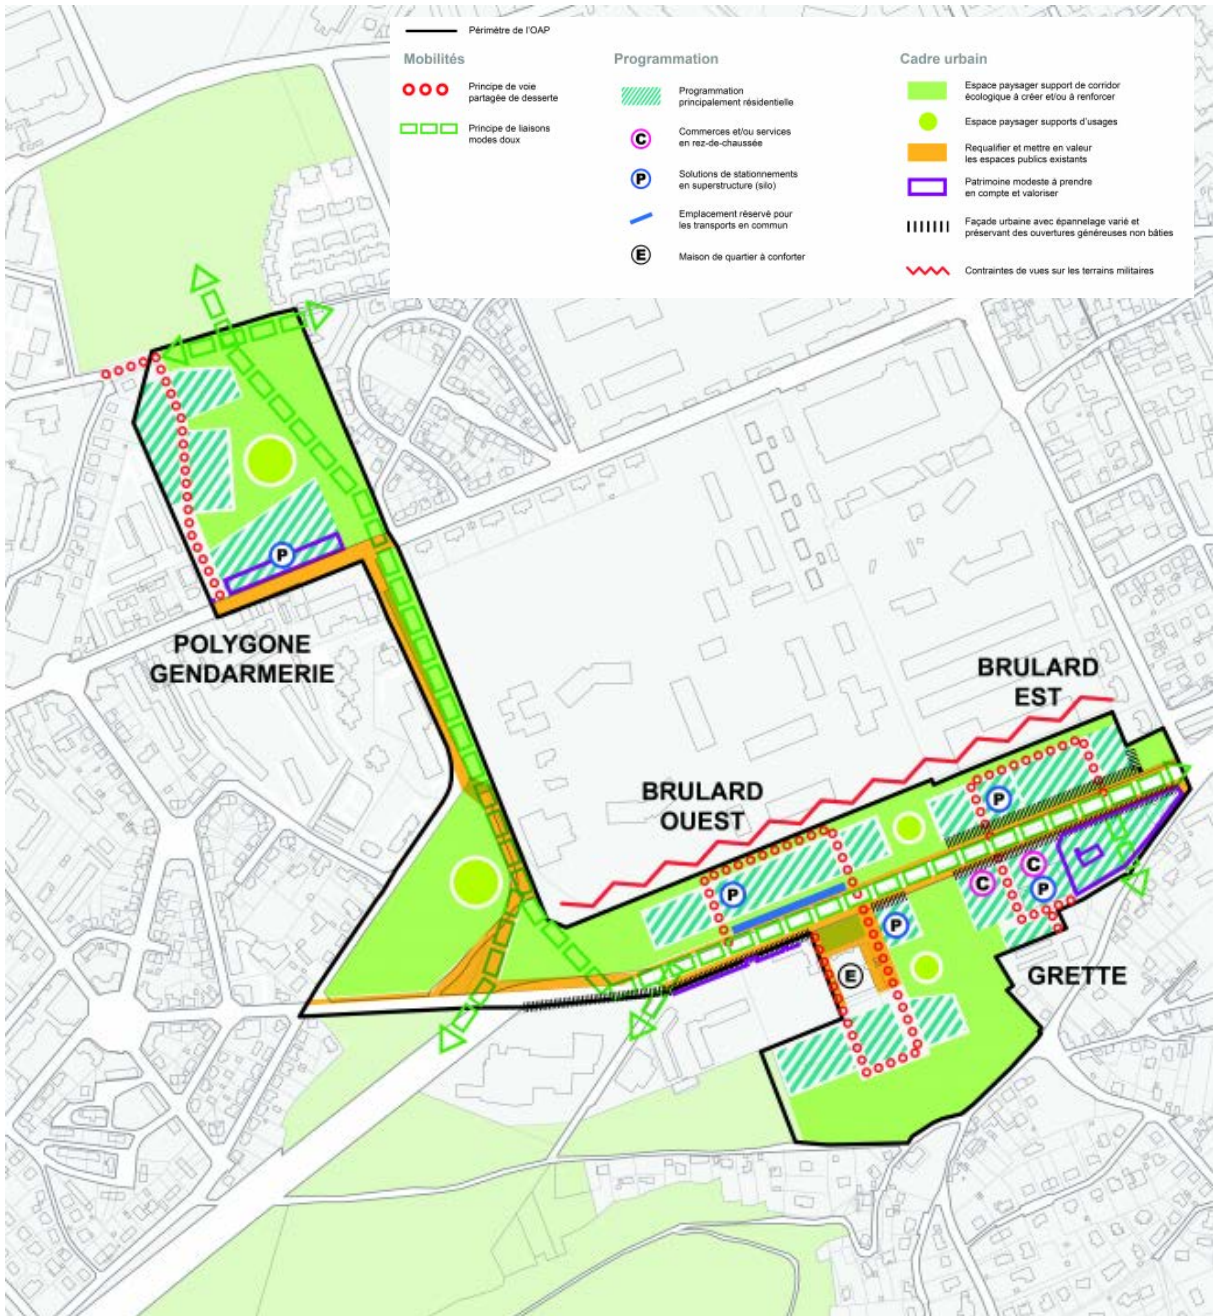 Périmètre de l'OAP
Mobilités
Principe de voie
partagée de desserte
Principe de liaisons
modes doux
Programmation
Programmation
principalement résidentielle
C
Commerces et/ou services
en rez-de-chaussée
P
Solutions de stationnements
en superstructure (silo)
Emplacement réservé pour
les transports en commun
E
Maison de quartier à conforter
Cadre urbain
Espace paysager support de corridor
écologique à créer et/ou à renforcer
Espace paysager supports d'usages
Requalifier et mettre en valeur
les espaces publics existants
Patrimoine modeste à prendre
en compte et valoriser
Façade urbaine avec épannelage varié et
préservant des ouvertures généreuses non bâties
Contraintes de vues sur les terrains militaires
P
POLYGONE
GENDARMERIE
BRULARD
EST
BRULARD
OUEST
P
P
C
C
P
P
E
GRETTE